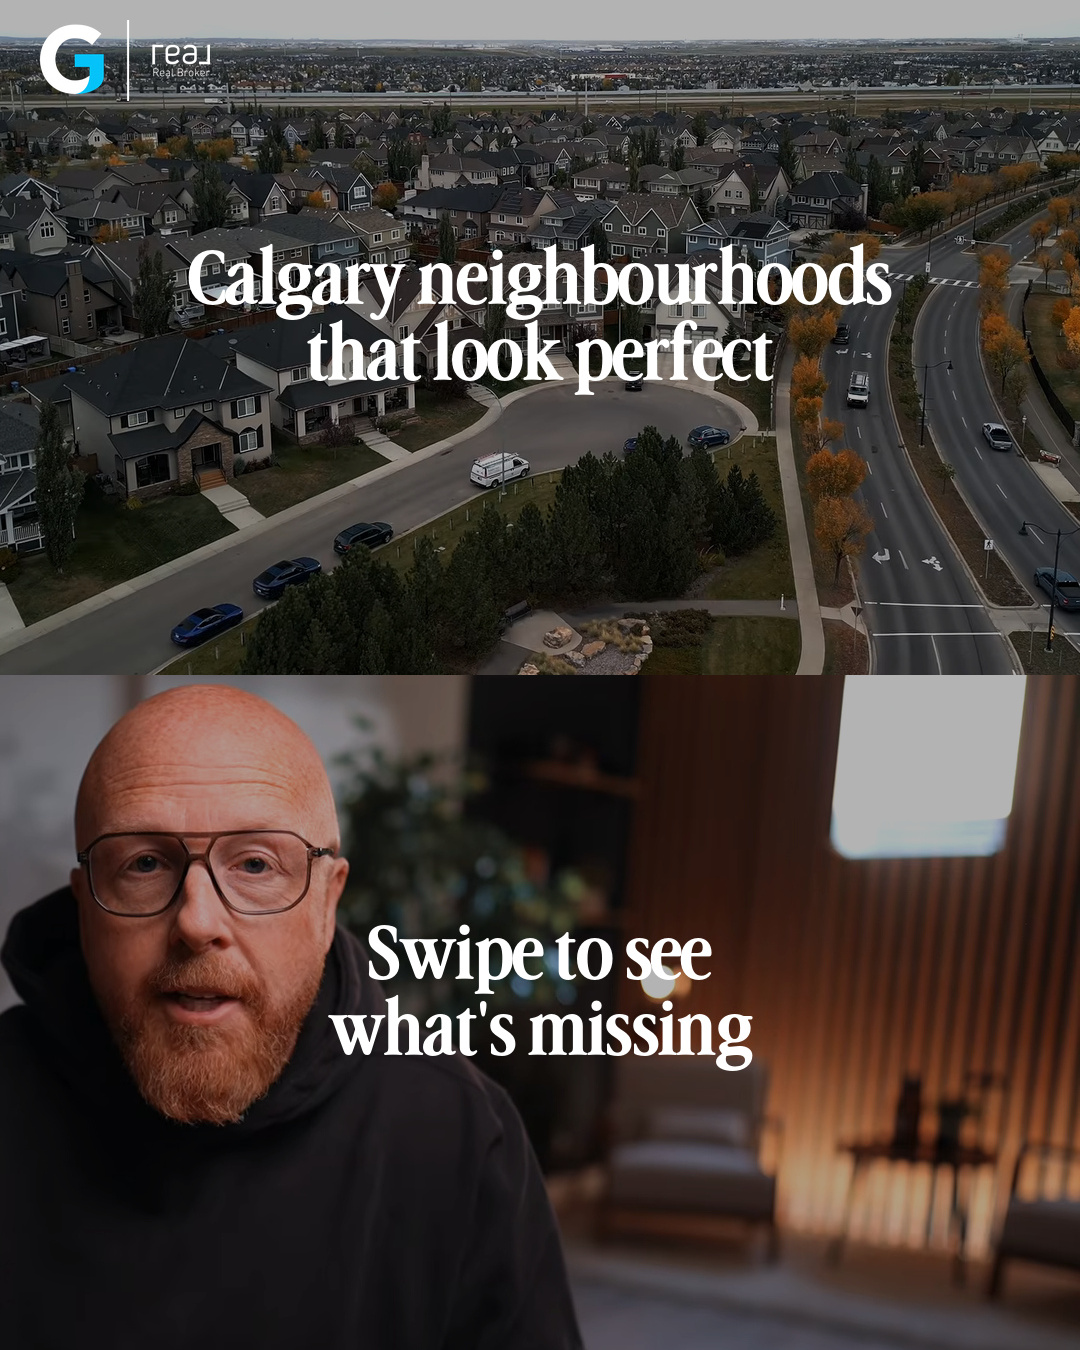 G
real
Real Broker
Calgary neighbourhoods
that look perfect
Swipe to see
what's missing